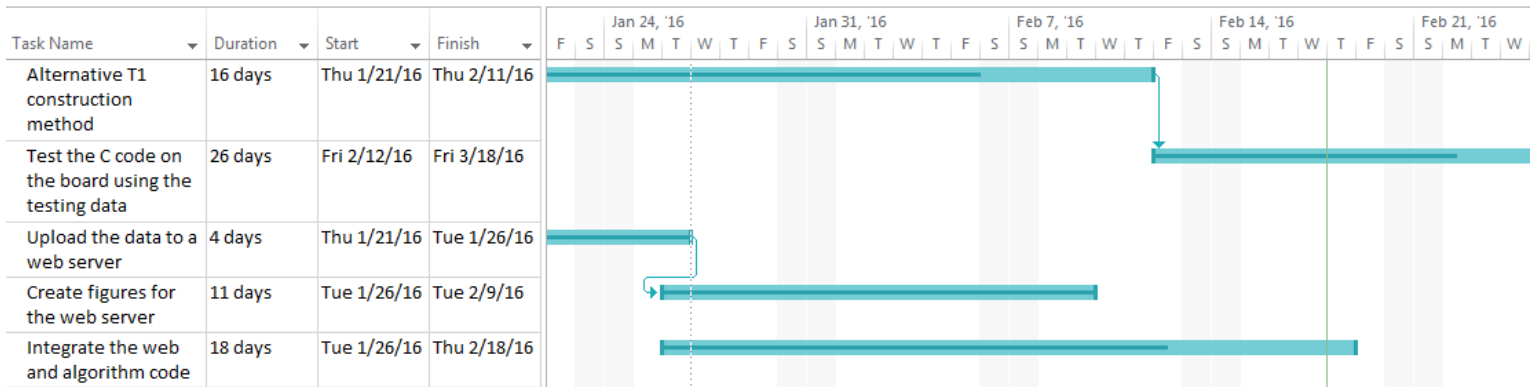 Jan 24, '16 Jan 31, '16 Feb 7, '16 Feb 14, '16 Feb 21, '16
Task Name Duration Start Finish F S S M T W T F S S M T W T F S S M T W T F S S M T W T F S S M T W
Alternative T1 16 days Thu 1/21/16 Thu 2/11/16
construction
method
Test the C code on 26 days Fri 2/12/16 Fri 3/18/16
the board using the
testing data
Upload the data to a 4 days Thu 1/21/16 Tue 1/26/16
web server
Create figures for 11 days Tue 1/26/16 Tue 2/9/16
the web server
Integrate the web 18 days Tue 1/26/16 Thu 2/18/16
and algorithm code